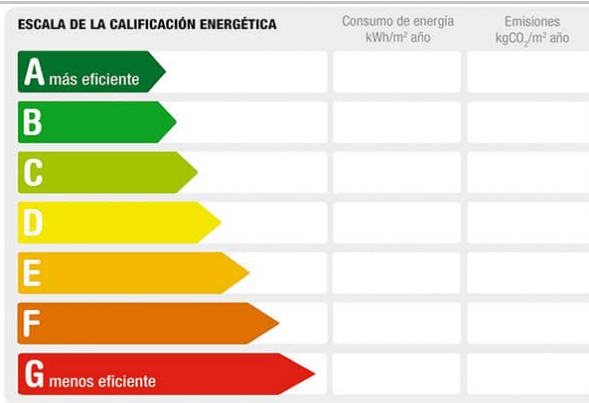 ESCALA DE LA CALIFICACIÓN ENERGÉTICA
Consumo de energía
kWh/m² año
Emisiones
kgCO₂/m² año
A más eficiente
B
C
D
E
F
G menos eficiente